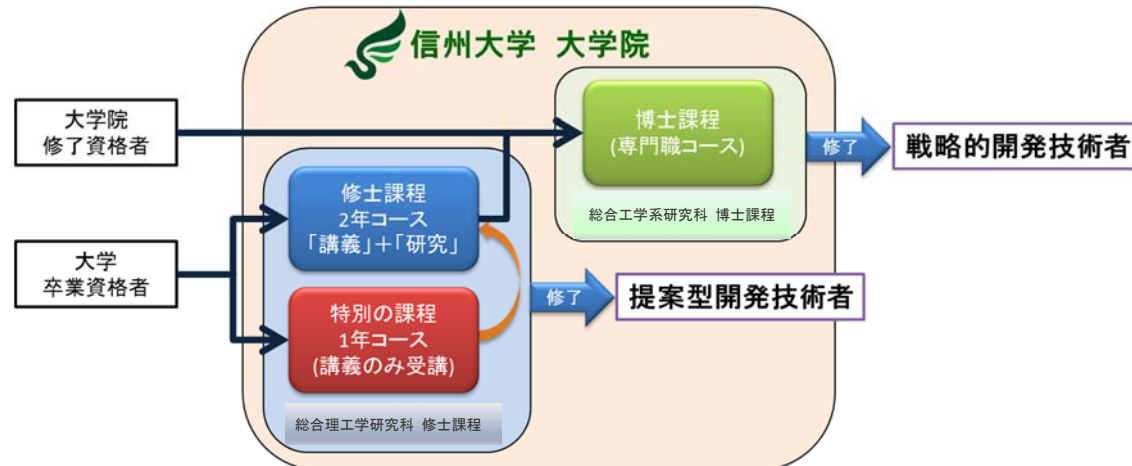 信州大学 大学院
大学院
修了資格者
博士課程
(専門職コース)
修了
戦略的開発技術者
総合工学系研究科 博士課程
修士課程
2年コース
「講義」＋「研究」
大学
卒業資格者
修了
提案型開発技術者
特別の課程
1年コース
(講義のみ受講)
総合理工学研究科 修士課程